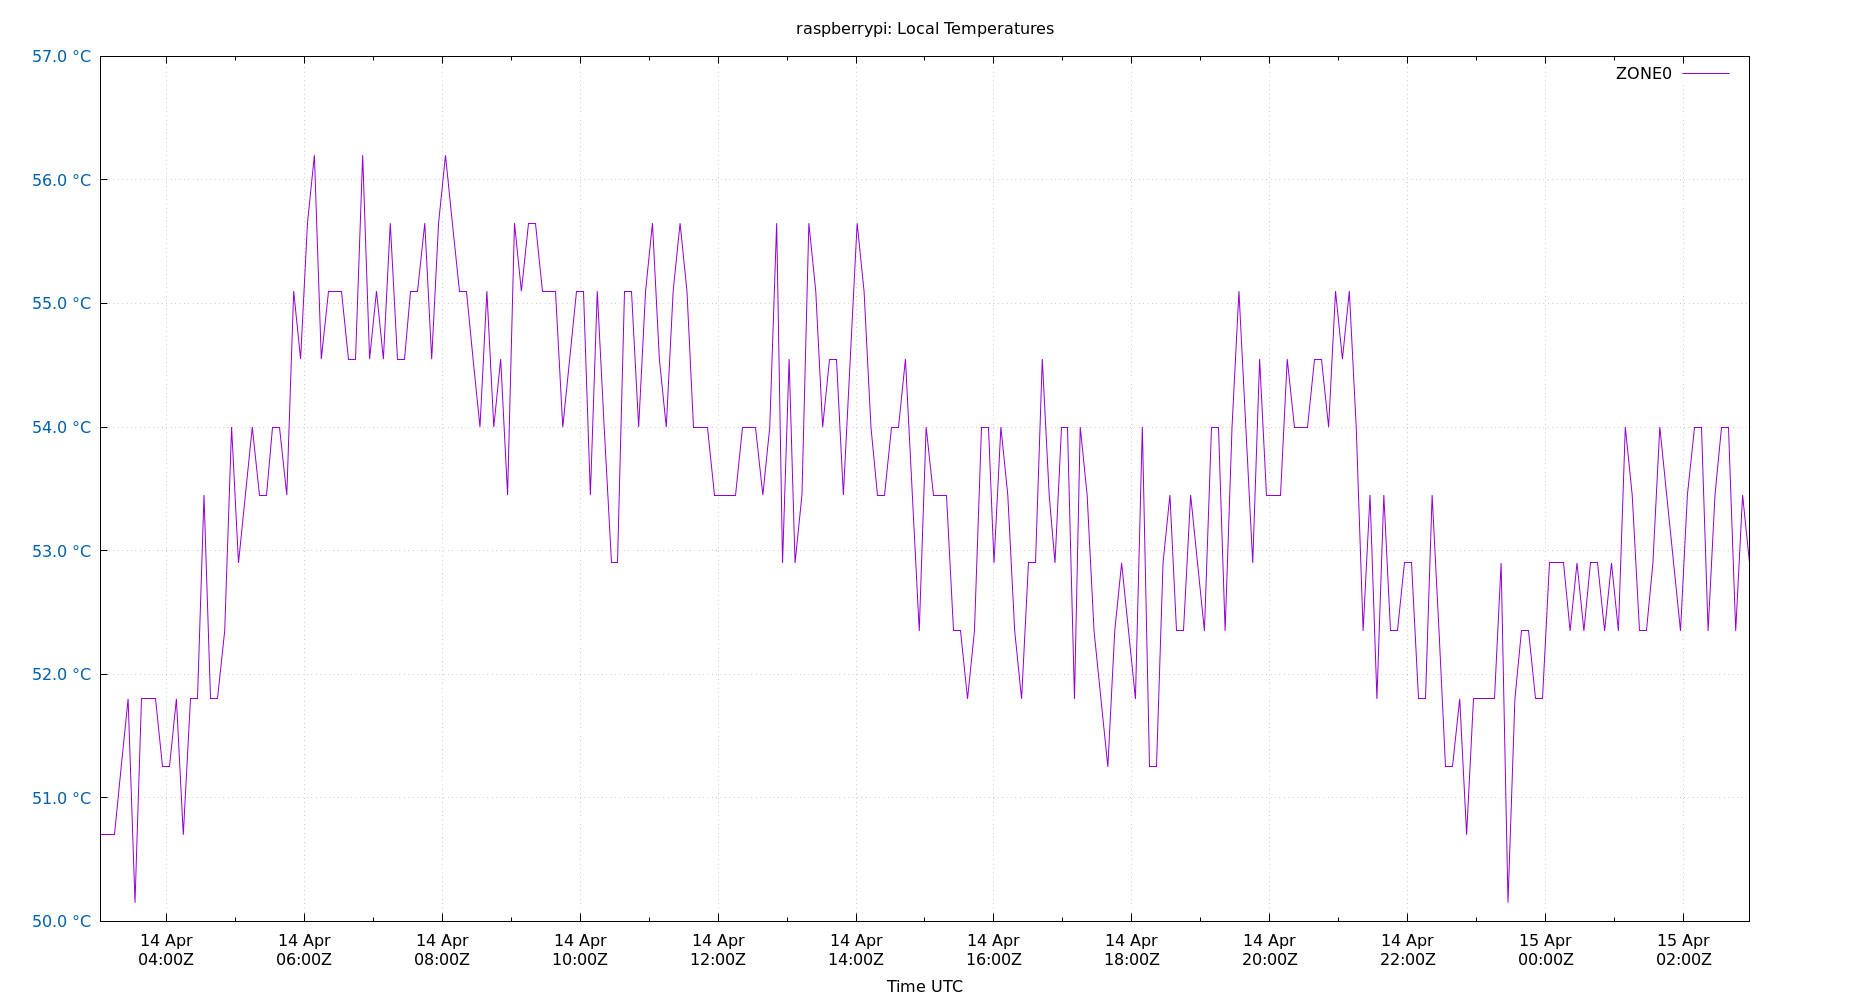 raspberrypi: Local Temperatures
57.0 °C
ZONE0
56.0 °C
55.0 °C
54.0 °C
53.0 °C
52.0 °C
51.0 °C
50.0 °C
14 Apr 14 Apr 14 Apr 14 Apr 14 Apr 14 Apr 14 Apr 14 Apr 14 Apr 14 Apr 15 Apr 15 Apr
04:00Z 06:00Z 08:00Z 10:00Z 12:00Z 14:00Z 16:00Z 18:00Z 20:00Z 22:00Z 00:00Z 02:00Z
Time UTC